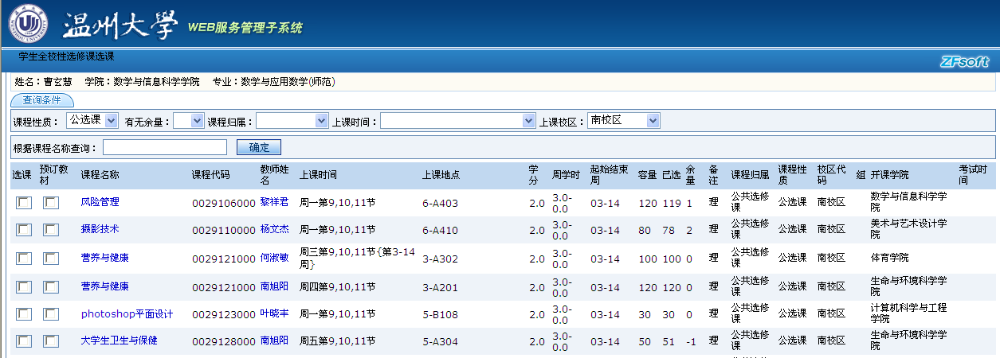 温州大学 WEB服务管理子系统
学生全校性选修课选课
ZFsoft
姓名：曹玄慧 学院：数学与信息科学学院 专业：数学与应用数学(师范)
查询条件
课程性质： 公选课 有无余量： 课程归属： 上课时间： 上课校区： 南校区
根据课程名称查询： 确定
选课 预订教材 课程名称 课程代码 教师姓名 上课时间 上课地点 学分 周学时 起始结束周 容量 已选 余量 备注 课程归属 课程性质 校区代码 组 开课学院 考试时间
风险管理 0029106000 黎祥君 周一第9,10,11节 6-A403 2.0 3.0-0.0 03-14 120 119 1 理 公共选修课 公选课 南校区 数学与信息科学学院
摄影技术 0029110000 杨文杰 周一第9,10,11节 6-A410 2.0 3.0-0.0 03-14 80 78 2 理 公共选修课 公选课 南校区 美术与艺术设计学院
营养与健康 0029121000 何淑敏 周三第9,10,11节{第3-14周} 3-A302 2.0 3.0-0.0 03-14 100 100 0 理 公共选修课 公选课 南校区 体育学院
营养与健康 0029121000 南旭阳 周四第9,10,11节 3-A201 2.0 3.0-0.0 03-14 120 120 0 理 公共选修课 公选课 南校区 生命与环境科学学院
photoshop平面设计 0029123000 叶晓丰 周一第9,10,11节 5-B108 2.0 3.0-0.0 03-14 30 30 0 理 公共选修课 公选课 南校区 计算机科学与工程学院
大学生卫生与保健 0029128000 南旭阳 周五第9,10,11节 5-A304 2.0 3.0-0.0 03-14 50 51 -1 理 公共选修课 公选课 南校区 生命与环境科学学院